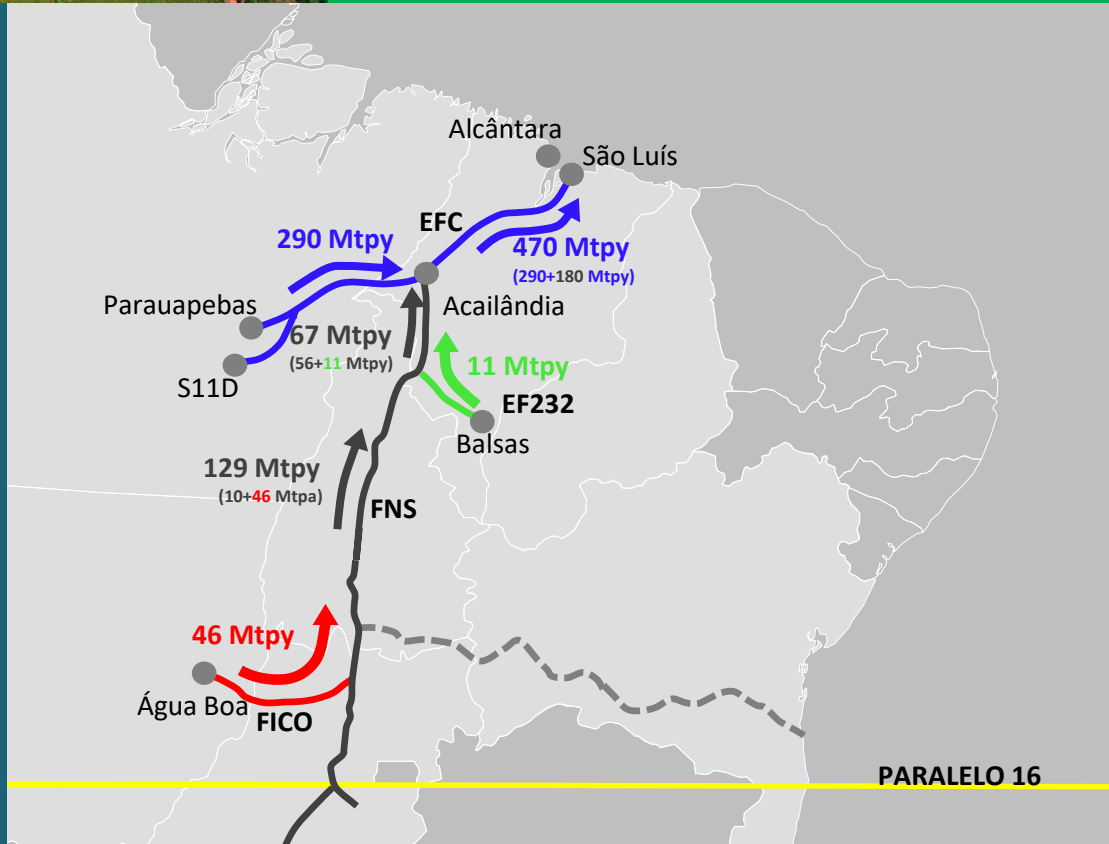 Alcântara
São Luís
EFC
290 Mtpy
470 Mtpy
(290+180 Mtpy)
Parauapebas
Acailândia
67 Mtpy
(56+11 Mtpy)
S11D
11 Mtpy
EF232
Balsas
129 Mtpy
(10+46 Mtpa)
FNS
46 Mtpy
Água Boa
FICO
PARALELO 16